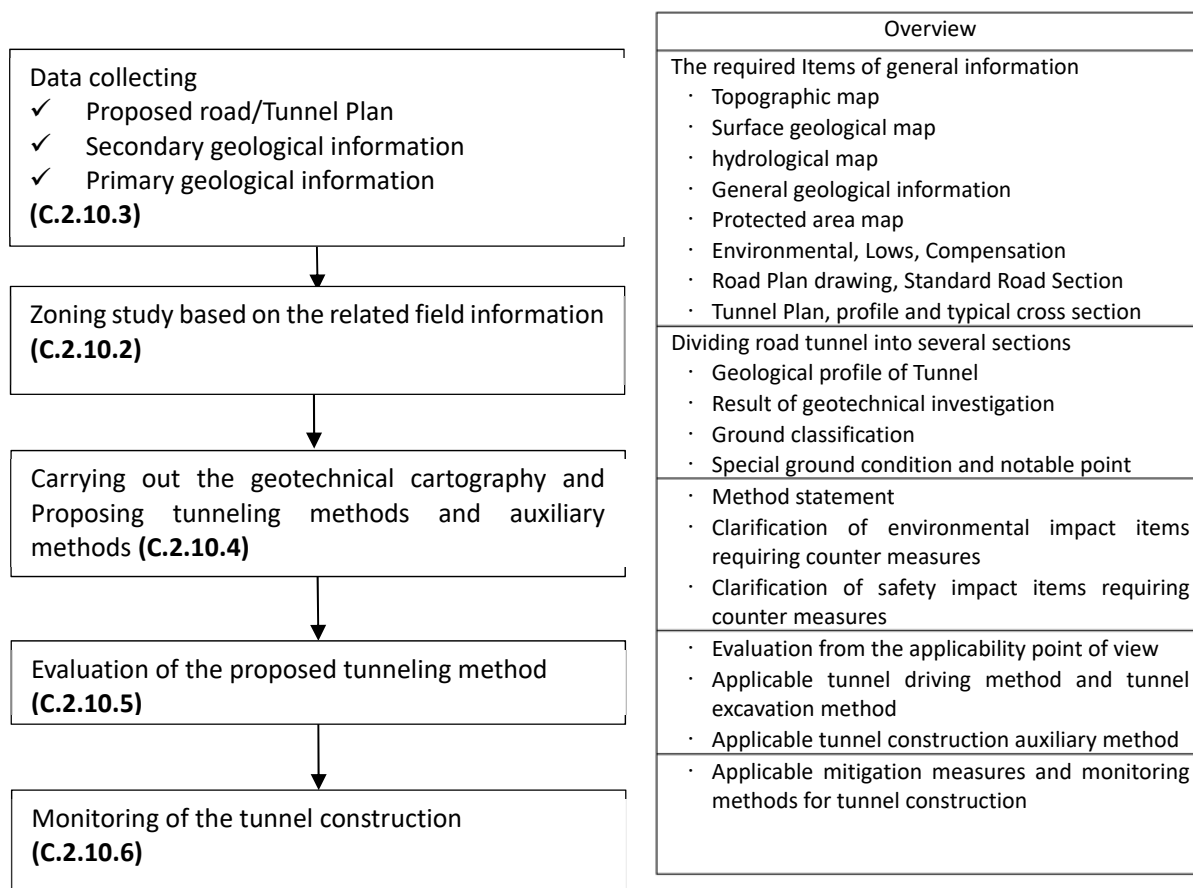 Data collecting
✓ Proposed road/Tunnel Plan
✓ Secondary geological information
✓ Primary geological information
(C.2.10.3)
Zoning study based on the related field information
(C.2.10.2)
Carrying out the geotechnical cartography and
Proposing tunneling methods and auxiliary
methods (C.2.10.4)
Evaluation of the proposed tunneling method
(C.2.10.5)
Monitoring of the tunnel construction
(C.2.10.6)
Overview
The required Items of general information
· Topographic map
· Surface geological map
· hydrological map
· General geological information
· Protected area map
· Environmental, Lows, Compensation
· Road Plan drawing, Standard Road Section
· Tunnel Plan, profile and typical cross section
Dividing road tunnel into several sections
· Geological profile of Tunnel
· Result of geotechnical investigation
· Ground classification
· Special ground condition and notable point
· Method statement
· Clarification of environmental impact items
requiring counter measures
· Clarification of safety impact items requiring
counter measures
· Evaluation from the applicability point of view
· Applicable tunnel driving method and tunnel
excavation method
· Applicable tunnel construction auxiliary method
· Applicable mitigation measures and monitoring
methods for tunnel construction